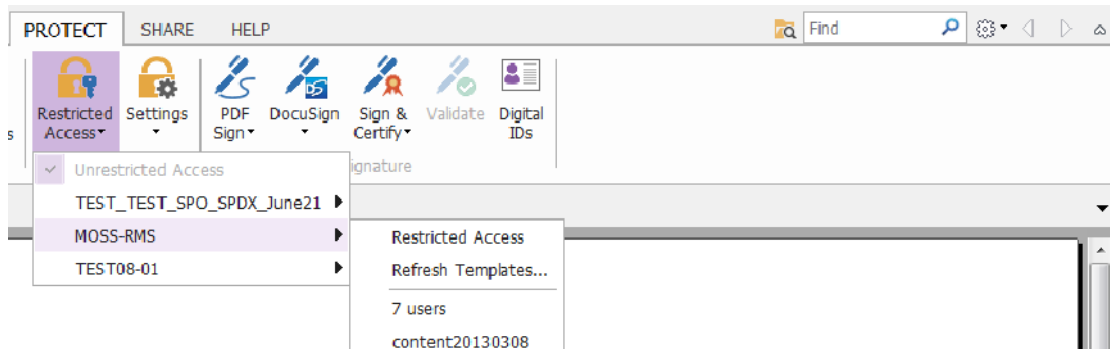 PROTECT SHARE HELP Find
Restricted Access
Settings
PDF Sign
DocuSign
Sign & Certify
Validate
Digital IDs
s
ignature
Unrestricted Access
TEST_TEST_SPO_SPDX_June21
MOSS-RMS
TEST08-01
Restricted Access
Refresh Templates...
7 users
content20130308